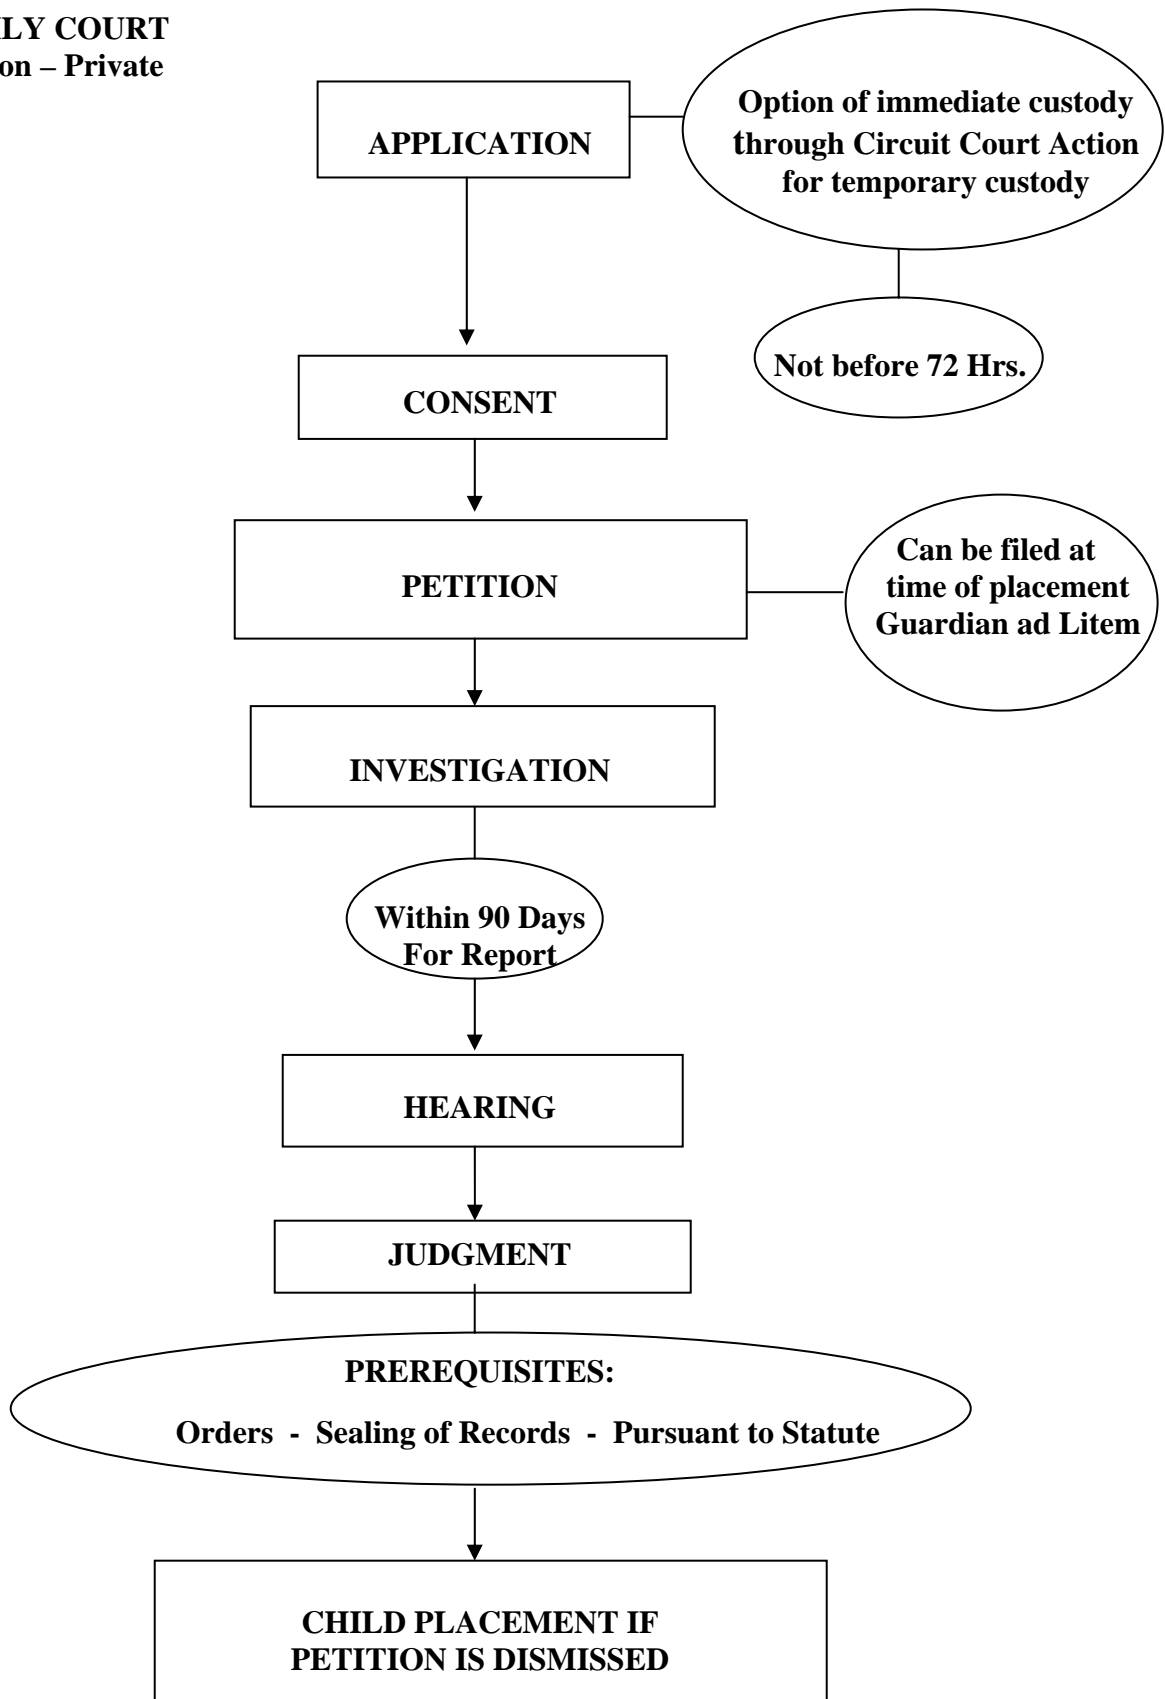 ILY COURT
on – Private
APPLICATION
Option of immediate custody
through Circuit Court Action
for temporary custody
Not before 72 Hrs.
CONSENT
PETITION
Can be filed at
time of placement
Guardian ad Litem
INVESTIGATION
Within 90 Days
For Report
HEARING
JUDGMENT
PREREQUISITES:
Orders - Sealing of Records - Pursuant to Statute
CHILD PLACEMENT IF
PETITION IS DISMISSED